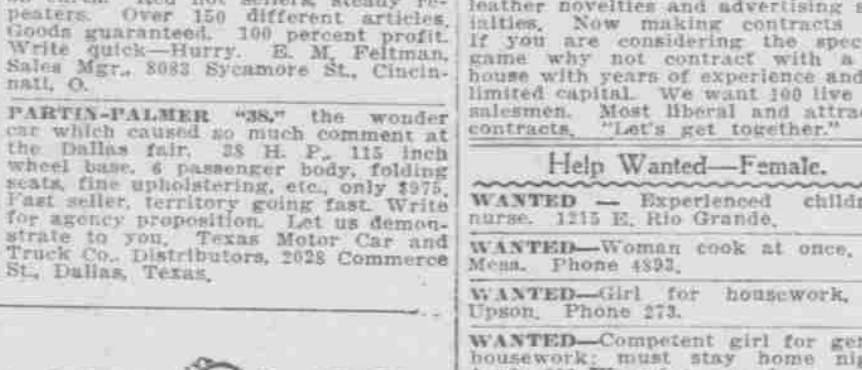 peaters. Over 150 different articles.
Goods guaranteed. 100 percent profit.
Write quick—Hurry. E. M. Feltman,
Sales Mgr., 8083 Sycamore St., Cincin-
nati, O.
PARTIN-PALMER "38," the wonder
car which caused so much comment at
the Dallas fair. 38 H. P., 115 inch
wheel base, 6 passenger body, folding
seats, fine upholstering, etc., only $975.
Fast seller, territory going fast. Write
for agency proposition. Let us demon-
strate to you. Texas Motor Car and
Truck Co., Distributors, 2028 Commerce
St., Dallas, Texas.
leather novelties and advertising
ialties. Now making contracts
If you are considering the spec
game why not contract with a
house with years of experience and
limited capital. We want 100 live
salesmen. Most liberal and attra
contracts. "Let's get together."
Help Wanted—Female.
WANTED — Experienced childr
nurse. 1215 E. Rio Grande.
WANTED—Woman cook at once,
Mesa. Phone 4893.
WANTED—Girl for housework,
Upson. Phone 273.
WANTED—Competent girl for gen
housework; must stay home nig